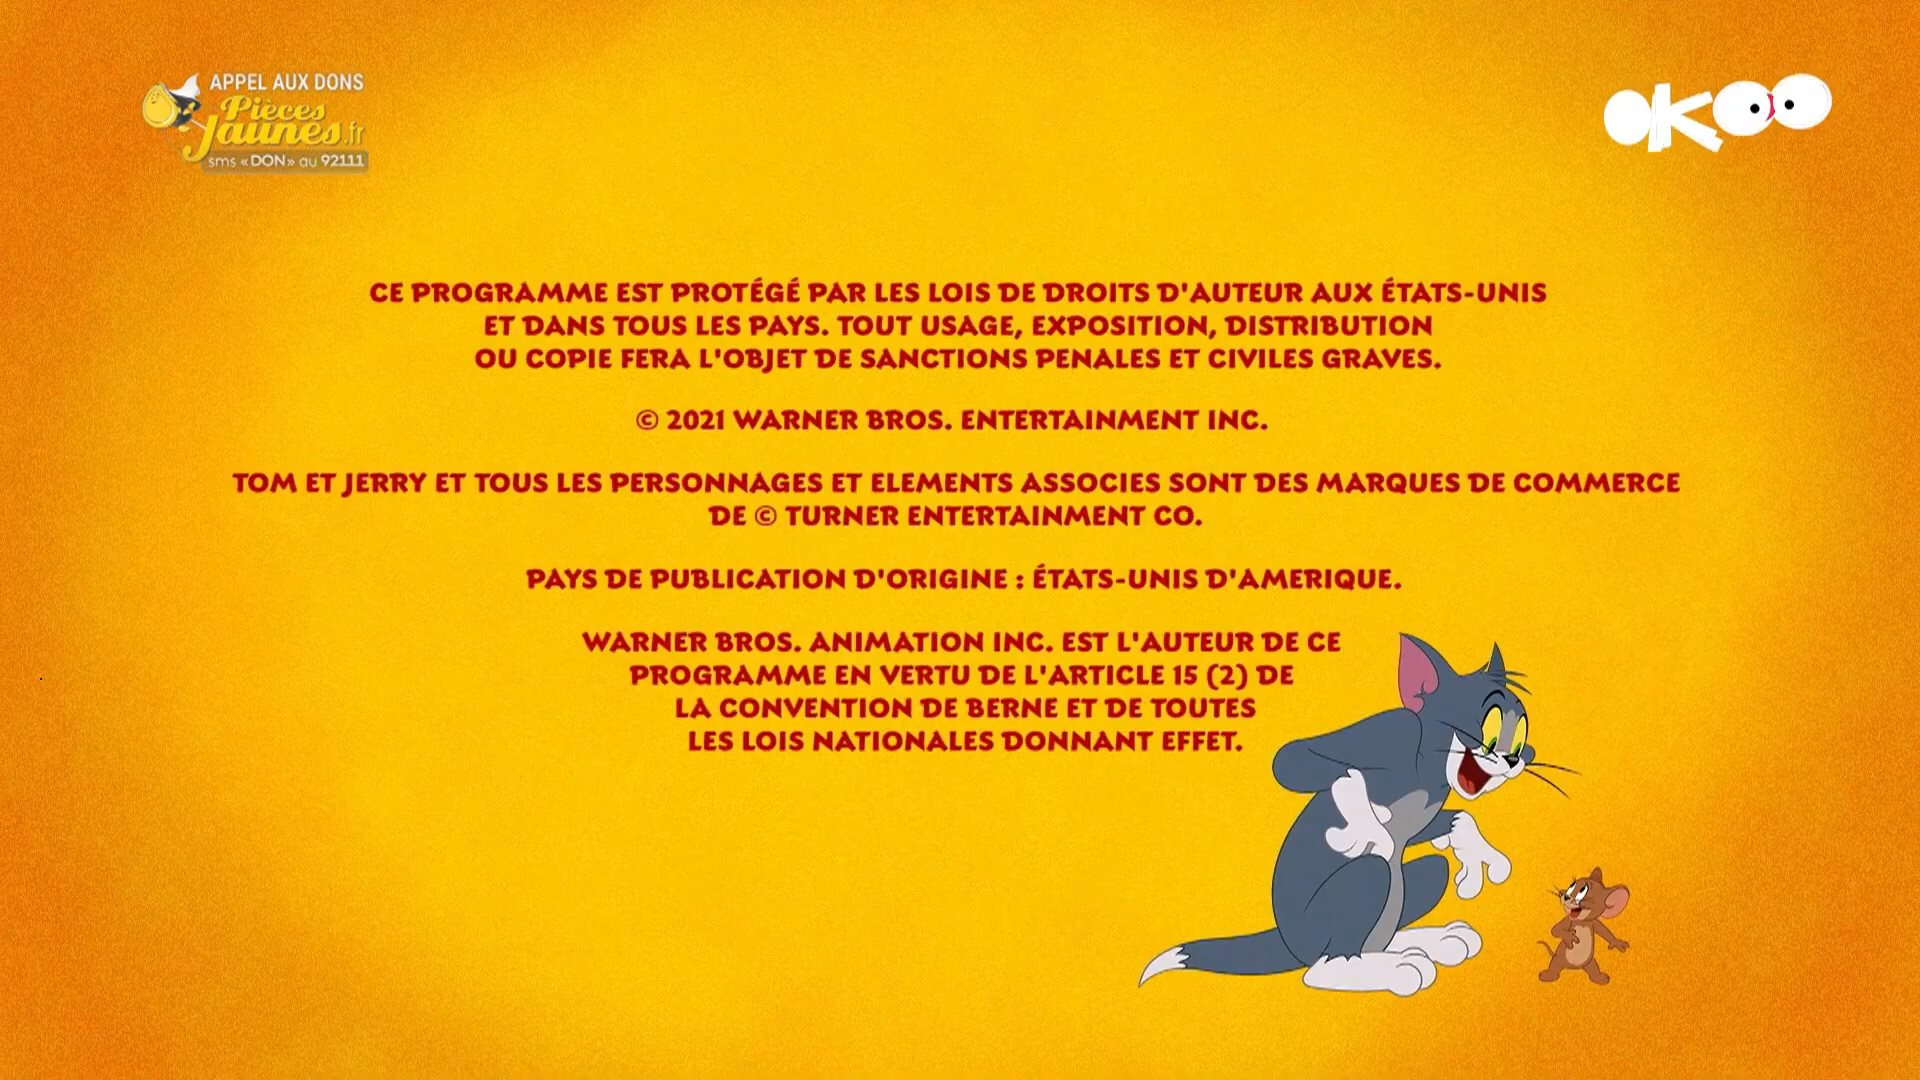 APPEL AUX DONS
Pièces
Jaunes.fr
sms «DON» au 92111
OKOO
CE PROGRAMME EST PROTÉGÉ PAR LES LOIS DE DROITS D'AUTEUR AUX ÉTATS-UNIS
ET DANS TOUS LES PAYS. TOUT USAGE, EXPOSITION, DISTRIBUTION
OU COPIE FERA L'OBJET DE SANCTIONS PENALES ET CIVILES GRAVES.
© 2021 WARNER BROS. ENTERTAINMENT INC.
TOM ET JERRY ET TOUS LES PERSONNAGES ET ELEMENTS ASSOCIES SONT DES MARQUES DE COMMERCE
DE © TURNER ENTERTAINMENT CO.
PAYS DE PUBLICATION D'ORIGINE : ÉTATS-UNIS D'AMERIQUE.
WARNER BROS. ANIMATION INC. EST L'AUTEUR DE CE
PROGRAMME EN VERTU DE L'ARTICLE 15 (2) DE
LA CONVENTION DE BERNE ET DE TOUTES
LES LOIS NATIONALES DONNANT EFFET.